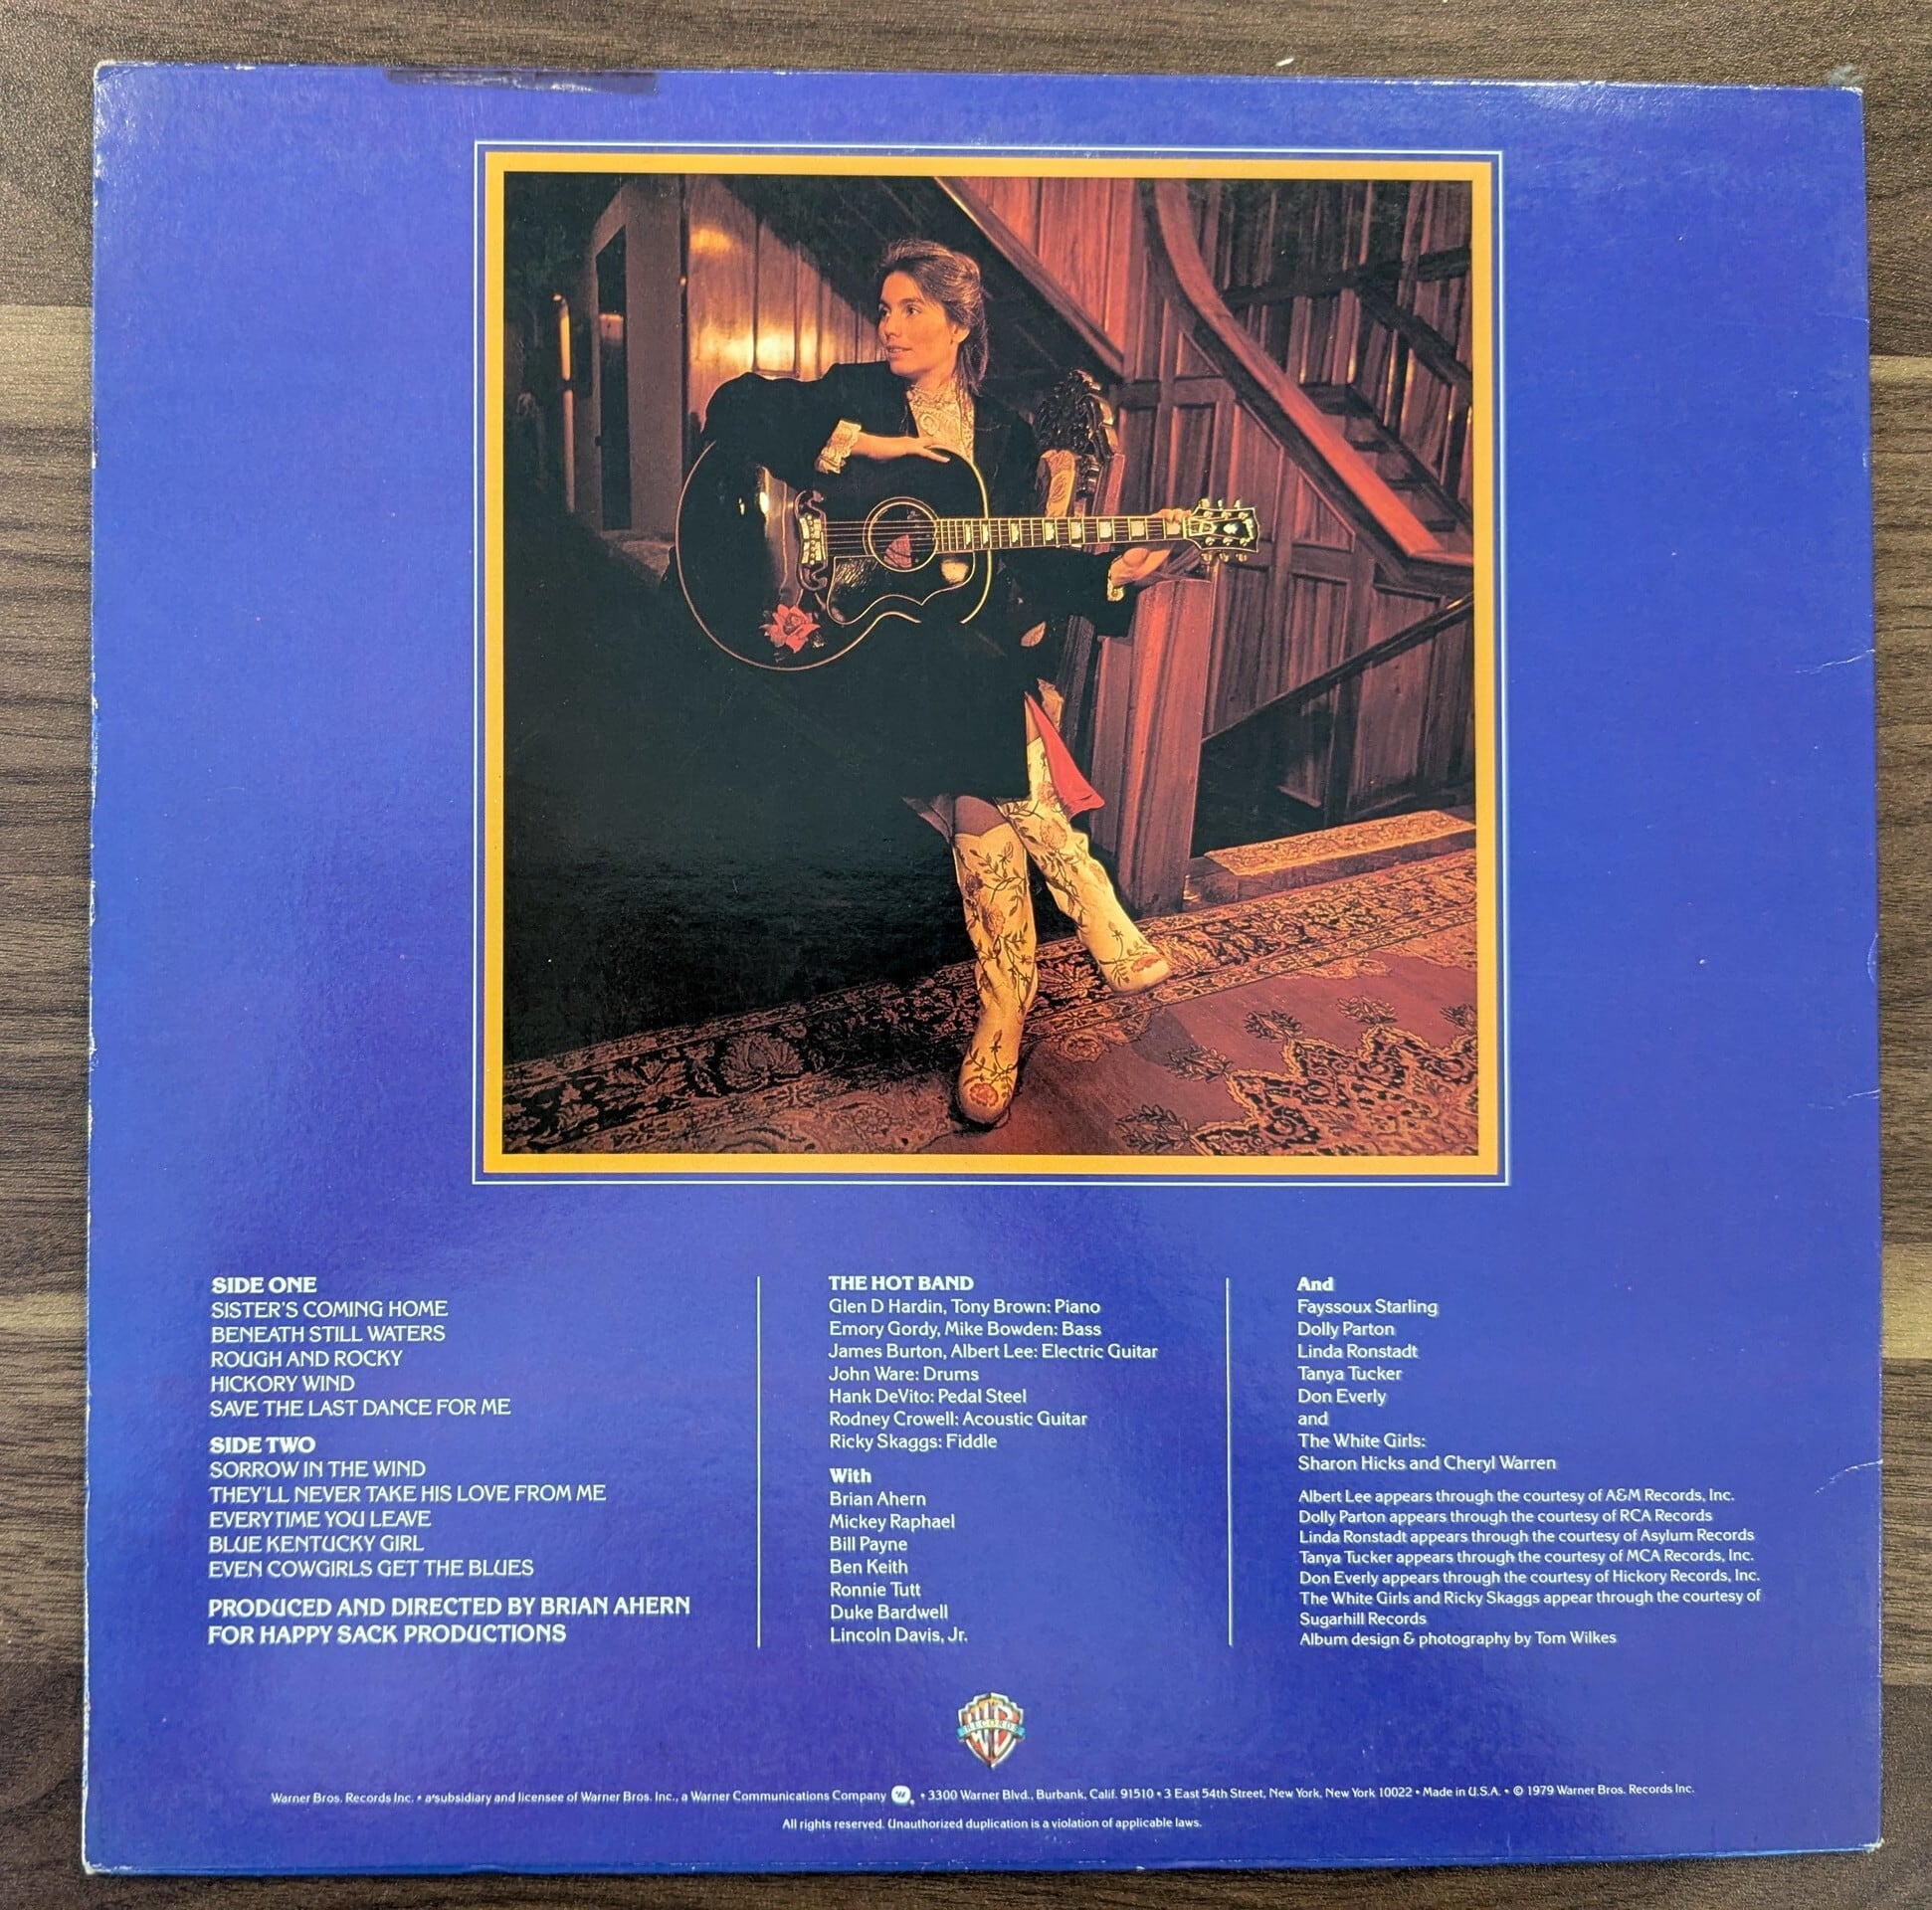 SIDE ONE
SISTER'S COMING HOME
BENEATH STILL WATERS
ROUGH AND ROCKY
HICKORY WIND
SAVE THE LAST DANCE FOR ME
SIDE TWO
SORROW IN THE WIND
THEY'LL NEVER TAKE HIS LOVE FROM ME
EVERYTIME YOU LEAVE
BLUE KENTUCKY GIRL
EVEN COWGIRLS GET THE BLUES
PRODUCED AND DIRECTED BY BRIAN AHERN
FOR HAPPY SACK PRODUCTIONS
THE HOT BAND
Glen D Hardin, Tony Brown: Piano
Emory Gordy, Mike Bowden: Bass
James Burton, Albert Lee: Electric Guitar
John Ware: Drums
Hank DeVito: Pedal Steel
Rodney Crowell: Acoustic Guitar
Ricky Skaggs: Fiddle
With
Brian Ahern
Mickey Raphael
Bill Payne
Ben Keith
Ronnie Tutt
Duke Bardwell
Lincoln Davis, Jr.
And
Fayssoux Starling
Dolly Parton
Linda Ronstadt
Tanya Tucker
Don Everly
and
The White Girls:
Sharon Hicks and Cheryl Warren
Albert Lee appears through the courtesy of A&M Records, Inc.
Dolly Parton appears through the courtesy of RCA Records
Linda Ronstadt appears through the courtesy of Asylum Records
Tanya Tucker appears through the courtesy of MCA Records, Inc.
Don Everly appears through the courtesy of Hickory Records, Inc.
The White Girls and Ricky Skaggs appear through the courtesy of
Sugarhill Records
Album design & photography by Tom Wilkes
WB
RECORDS
Warner Bros. Records Inc. • a subsidiary and licensee of Warner Bros. Inc., a Warner Communications Company • 3300 Warner Blvd., Burbank, Calif. 91510 • 3 East 54th Street, New York, New York 10022 • Made in U.S.A. • © 1979 Warner Bros. Records Inc.
All rights reserved. Unauthorized duplication is a violation of applicable laws.